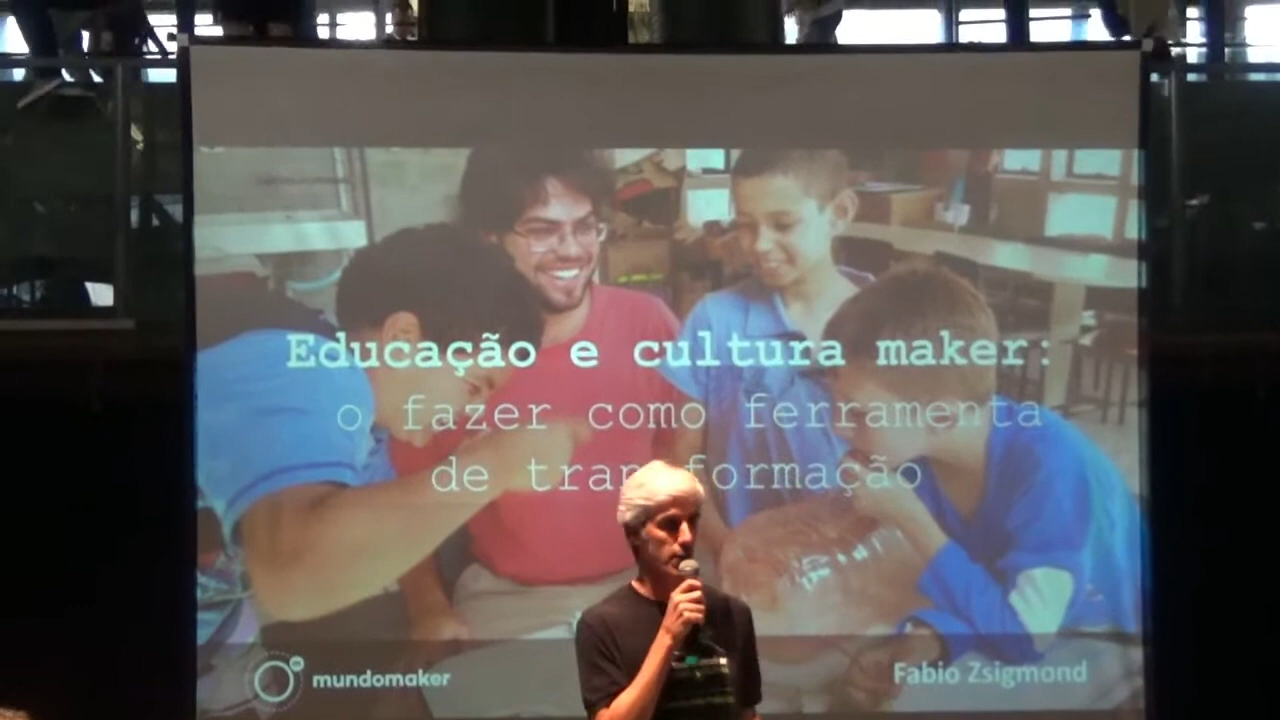 Educação e cultura maker:
o fazer como ferramenta
de transformação
mundomaker
Fabio Zsigmond